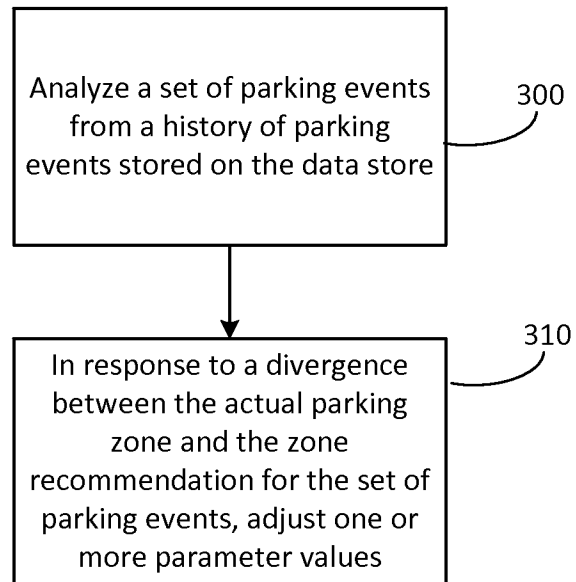 Analyze a set of parking events
from a history of parking
events stored on the data store
300
In response to a divergence
between the actual parking
zone and the zone
recommendation for the set of
parking events, adjust one or
more parameter values
310